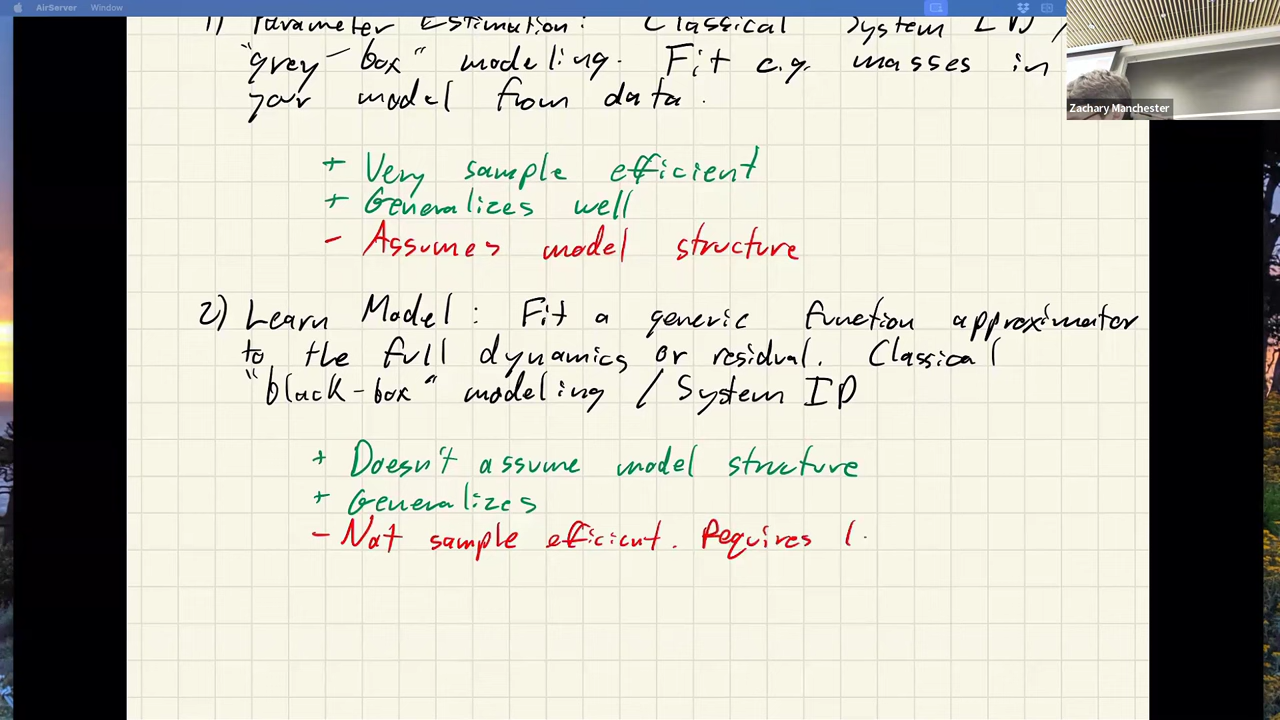 AirServer Window
1) Parameter Estimation: Classical System ID /
"grey-box" modeling. Fit e.g. masses in
your model from data.
Zachary Manchester
+ Very sample efficient
+ Generalizes well
- Assumes model structure
2) Learn Model: Fit a generic function approximator
to the full dynamics or residual. Classical
"black-box" modeling / System ID
+ Doesn't assume model structure
+ Generalizes
- Not sample efficient. Requires l